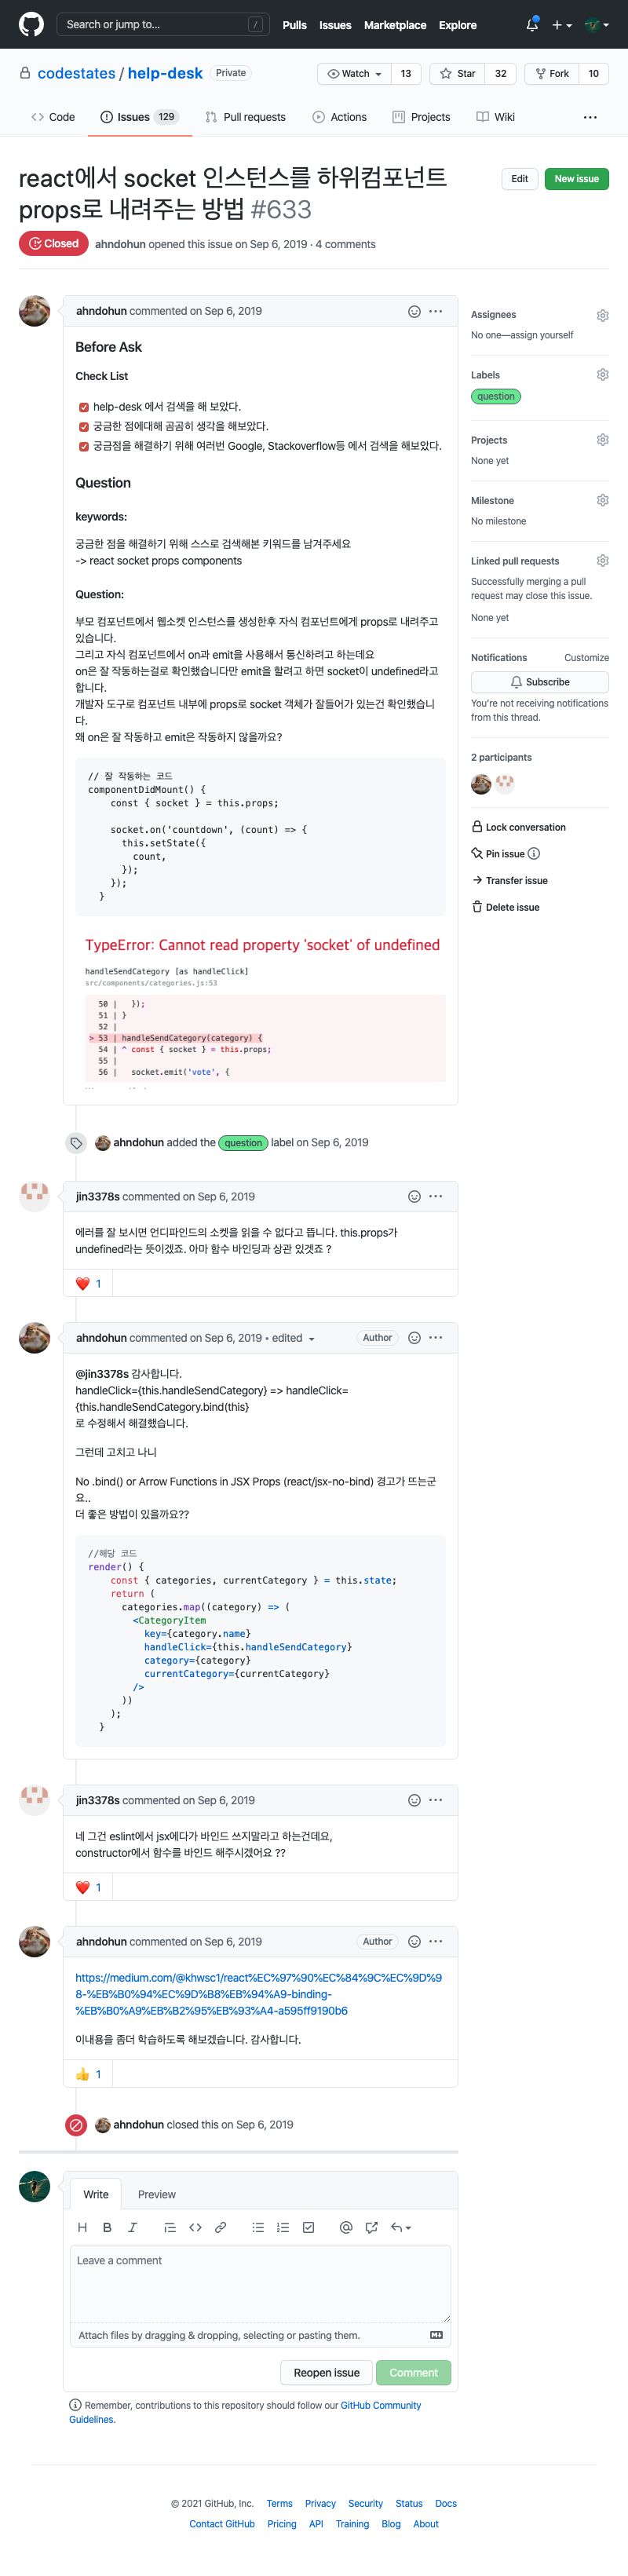 Search or jump to... /
Pulls Issues Marketplace Explore
codestates / help-desk Private
Watch 13 Star 32 Fork 10
Code Issues 129 Pull requests Actions Projects Wiki ...
react에서 socket 인스턴스를 하위컴포넌트
props로 내려주는 방법 #633
Edit New issue
Closed ahndohun opened this issue on Sep 6, 2019 · 4 comments
ahndohun commented on Sep 6, 2019
Before Ask
Check List
help-desk 에서 검색을 해 보았다.
궁금한 점에대해 곰곰히 생각을 해보았다.
궁금점을 해결하기 위해 여러번 Google, Stackoverflow등 에서 검색을 해보았다.
Question
keywords:
궁금한 점을 해결하기 위해 스스로 검색해본 키워드를 남겨주세요
-> react socket props components
Question:
부모 컴포넌트에서 웹소켓 인스턴스를 생성한후 자식 컴포넌트에게 props로 내려주고
있습니다.
그리고 자식 컴포넌트에서 on과 emit을 사용해서 통신하려고 하는데요
on은 잘 작동하는걸로 확인했습니다만 emit을 할려고 하면 socket이 undefined라고
합니다.
개발자 도구로 컴포넌트 내부에 props로 socket 객체가 잘들어가 있는건 확인했습니
다.
왜 on은 잘 작동하고 emit은 작동하지 않을까요?
// 잘 작동하는 코드
componentDidMount() {
const { socket } = this.props;
socket.on('countdown', (count) => {
this.setState({
count,
});
});
}
TypeError: Cannot read property 'socket' of undefined
handleSendCategory [as handleClick]
src/components/categories.js:53
50 | });
51 | }
52 |
> 53 | handleSendCategory(category) {
54 | ^ const { socket } = this.props;
55 |
56 | socket.emit('vote', {
Assignees
No one—assign yourself
Labels
question
Projects
None yet
Milestone
No milestone
Linked pull requests
Successfully merging a pull
request may close this issue.
None yet
Notifications Customize
Subscribe
You're not receiving notifications
from this thread.
2 participants
Lock conversation
Pin issue
Transfer issue
Delete issue
ahndohun added the question label on Sep 6, 2019
jin3378s commented on Sep 6, 2019
에러를 잘 보시면 언디파인드의 소켓을 읽을 수 없다고 뜹니다. this.props가
undefined라는 뜻이겠죠. 아마 함수 바인딩과 상관 있겟죠 ?
1
ahndohun commented on Sep 6, 2019 • edited Author
@jin3378s 감사합니다.
handleClick={this.handleSendCategory} => handleClick=
{this.handleSendCategory.bind(this}
로 수정해서 해결했습니다.
그런데 고치고 나니
No .bind() or Arrow Functions in JSX Props (react/jsx-no-bind) 경고가 뜨는군
요..
더 좋은 방법이 있을까요??
//해당 코드
render() {
const { categories, currentCategory } = this.state;
return (
categories.map((category) => (
<CategoryItem
key={category.name}
handleClick={this.handleSendCategory}
category={category}
currentCategory={currentCategory}
/>
))
);
}
jin3378s commented on Sep 6, 2019
네 그건 eslint에서 jsx에다가 바인드 쓰지말라고 하는건데요,
constructor에서 함수를 바인드 해주시겠어요 ??
1
ahndohun commented on Sep 6, 2019 Author
https://medium.com/@khwsc1/react%EC%97%90%EC%84%9C%EC%9D%9
8-%EB%B0%94%EC%9D%B8%EB%94%A9-binding-
%EB%B0%A9%EB%B2%95%EB%93%A4-a595ff9190b6
이내용을 좀더 학습하도록 해보겠습니다. 감사합니다.
1
ahndohun closed this on Sep 6, 2019
Write Preview
H B I
Leave a comment
Attach files by dragging & dropping, selecting or pasting them.
Reopen issue Comment
Remember, contributions to this repository should follow our GitHub Community
Guidelines.
© 2021 GitHub, Inc. Terms Privacy Security Status Docs
Contact GitHub Pricing API Training Blog About